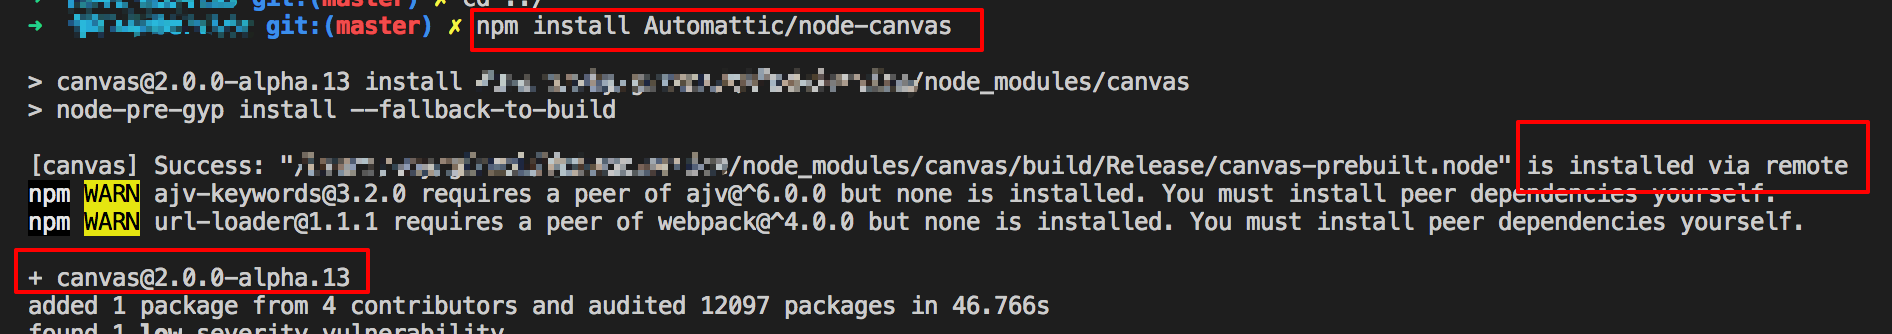 ➜ git:(master) ✗ cd ../
➜ git:(master) ✗ npm install Automattic/node-canvas
> canvas@2.0.0-alpha.13 install /node_modules/canvas
> node-pre-gyp install --fallback-to-build
[canvas] Success: "/node_modules/canvas/build/Release/canvas-prebuilt.node" is installed via remote
npm WARN ajv-keywords@3.2.0 requires a peer of ajv@^6.0.0 but none is installed. You must install peer dependencies yourself.
npm WARN url-loader@1.1.1 requires a peer of webpack@^4.0.0 but none is installed. You must install peer dependencies yourself.
+ canvas@2.0.0-alpha.13
added 1 package from 4 contributors and audited 12097 packages in 46.766s
found 1 low severity vulnerability